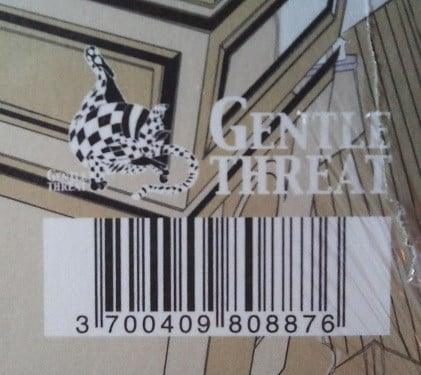 GENTLE
THREAT
GENTLE
THREAT
3 700409 808876